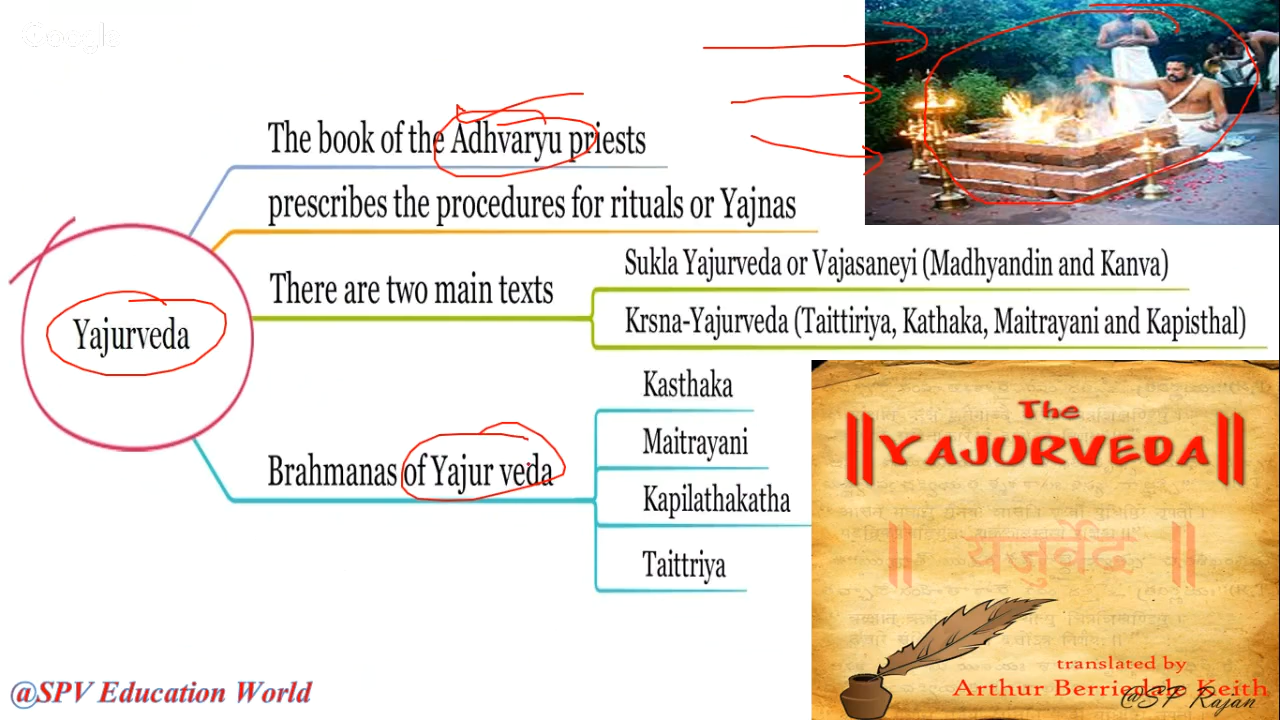 Google
The book of the Adhvaryu priests
prescribes the procedures for rituals or Yajnas
There are two main texts
Sukla Yajurveda or Vajasaneyi (Madhyandin and Kanva)
Krsna-Yajurveda (Taittiriya, Kathaka, Maitrayani and Kapisthal)
Yajurveda
Brahmanas of Yajur veda
Kasthaka
Maitrayani
Kapilathakatha
Taittriya
The
||YAJURVEDA||
|| यजुर्वेद ||
translated by
Arthur Berriedale Keith
@SP Rajan
@SPV Education World